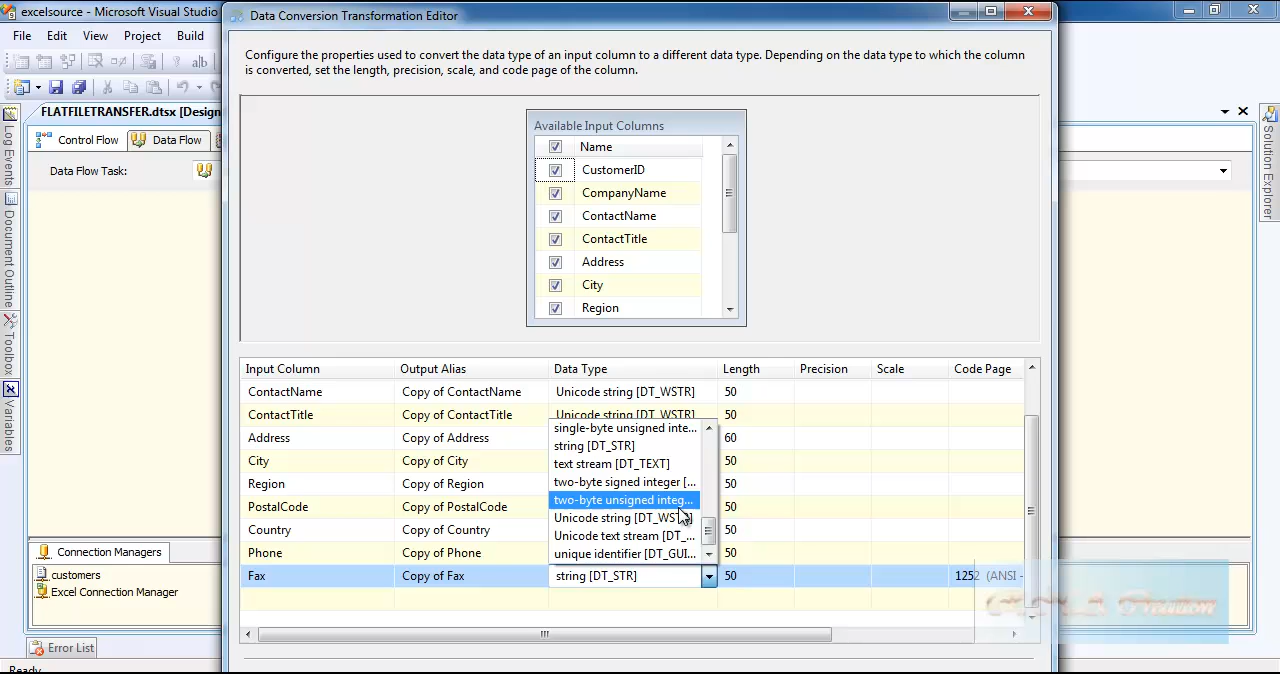 excelsource - Microsoft Visual Studio
Data Conversion Transformation Editor
File Edit View Project Build
Configure the properties used to convert the data type of an input column to a different data type. Depending on the data type to which the column
is converted, set the length, precision, scale, and code page of the column.
FLATFILETRANSFER.dtsx [Design
Control Flow
Data Flow
Data Flow Task:
Log Events
Document Outline
Toolbox
Variables
Solution Explorer
Available Input Columns
Name
CustomerID
CompanyName
ContactName
ContactTitle
Address
City
Region
Input Column Output Alias Data Type Length Precision Scale Code Page
ContactName Copy of ContactName Unicode string [DT_WSTR] 50
ContactTitle Copy of ContactTitle Unicode string [DT_WSTR] 50
Address Copy of Address 60
City Copy of City 50
Region Copy of Region 50
PostalCode Copy of PostalCode 50
Country Copy of Country 50
Phone Copy of Phone 50
Fax Copy of Fax string [DT_STR] 50 1252 (ANSI -
single-byte unsigned inte...
string [DT_STR]
text stream [DT_TEXT]
two-byte signed integer [...
two-byte unsigned integ...
Unicode string [DT_WST
Unicode text stream [DT_...
unique identifier [DT_GUI...
Connection Managers
customers
Excel Connection Manager
Error List
Ready